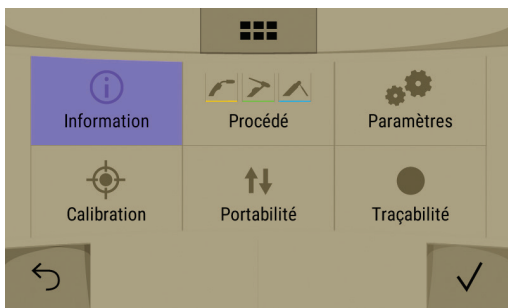 Information
Procédé
Paramètres
Calibration
Portabilité
Traçabilité